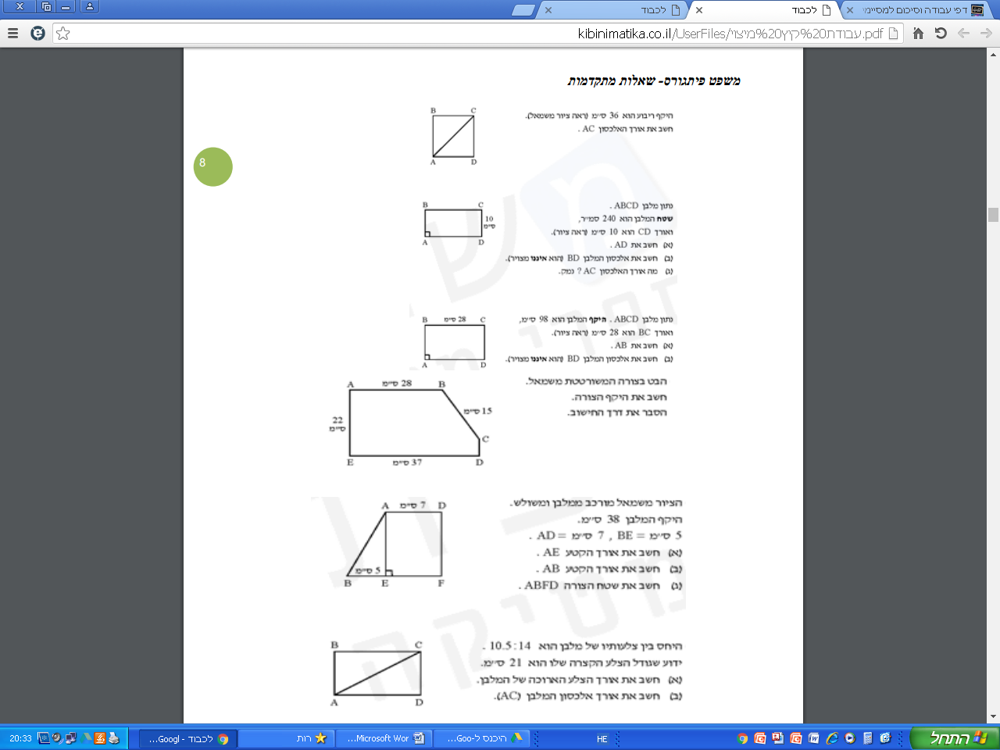 דפי עבודה וסיכום למסיימי
לכבוד
לכבוד
kibinimatika.co.il/UserFiles/עבודת%20קיץ%20מיצוי.pdf
משפט פיתגורס- שאלות מתקדמות
8
היקף ריבוע הוא 36 ס״מ (ראה ציור משמאל).
חשב את אורך האלכסון AC .
B C
A D
נתון מלבן ABCD .
שטח המלבן הוא 240 סמ״ר,
ואורך CD הוא 10 ס״מ (ראה ציור).
(א) חשב את AD .
(ב) חשב את אלכסון המלבן BD (הוא איננו מצויר).
(ג) מה אורך האלכסון AC ? נמק.
B C
10
ס״מ
A D
נתון מלבן ABCD . היקף המלבן הוא 98 ס״מ,
ואורך BC הוא 28 ס״מ (ראה ציור).
(א) חשב את AB .
(ב) חשב את אלכסון המלבן BD (הוא איננו מצויר).
B 28 ס״מ C
A D
הבט בצורה המשורטטת משמאל.
חשב את היקף הצורה.
הסבר את דרך החישוב.
A 28 ס״מ B
15 ס״מ
22
ס״מ
C
E 37 ס״מ D
הציור משמאל מורכב ממלבן ומשולש.
היקף המלבן 38 ס״מ.
5 ס״מ = BE , 7 ס״מ = AD .
(א) חשב את אורך הקטע AE .
(ב) חשב את אורך הקטע AB .
(ג) חשב את שטח הצורה ABFD .
A 7 ס״מ D
5 ס״מ
B E F
היחס בין צלעותיו של מלבן הוא 10.5:14 .
ידוע שגודל הצלע הקצרה שלו הוא 21 ס״מ.
(א) חשב את אורך הצלע הארוכה של המלבן.
(ב) חשב את אורך אלכסון המלבן (AC).
B C
A D
התחל
HE
היכנס ל-Goo...
Microsoft Wor...
רות
לכבוד - Googl...
20:33